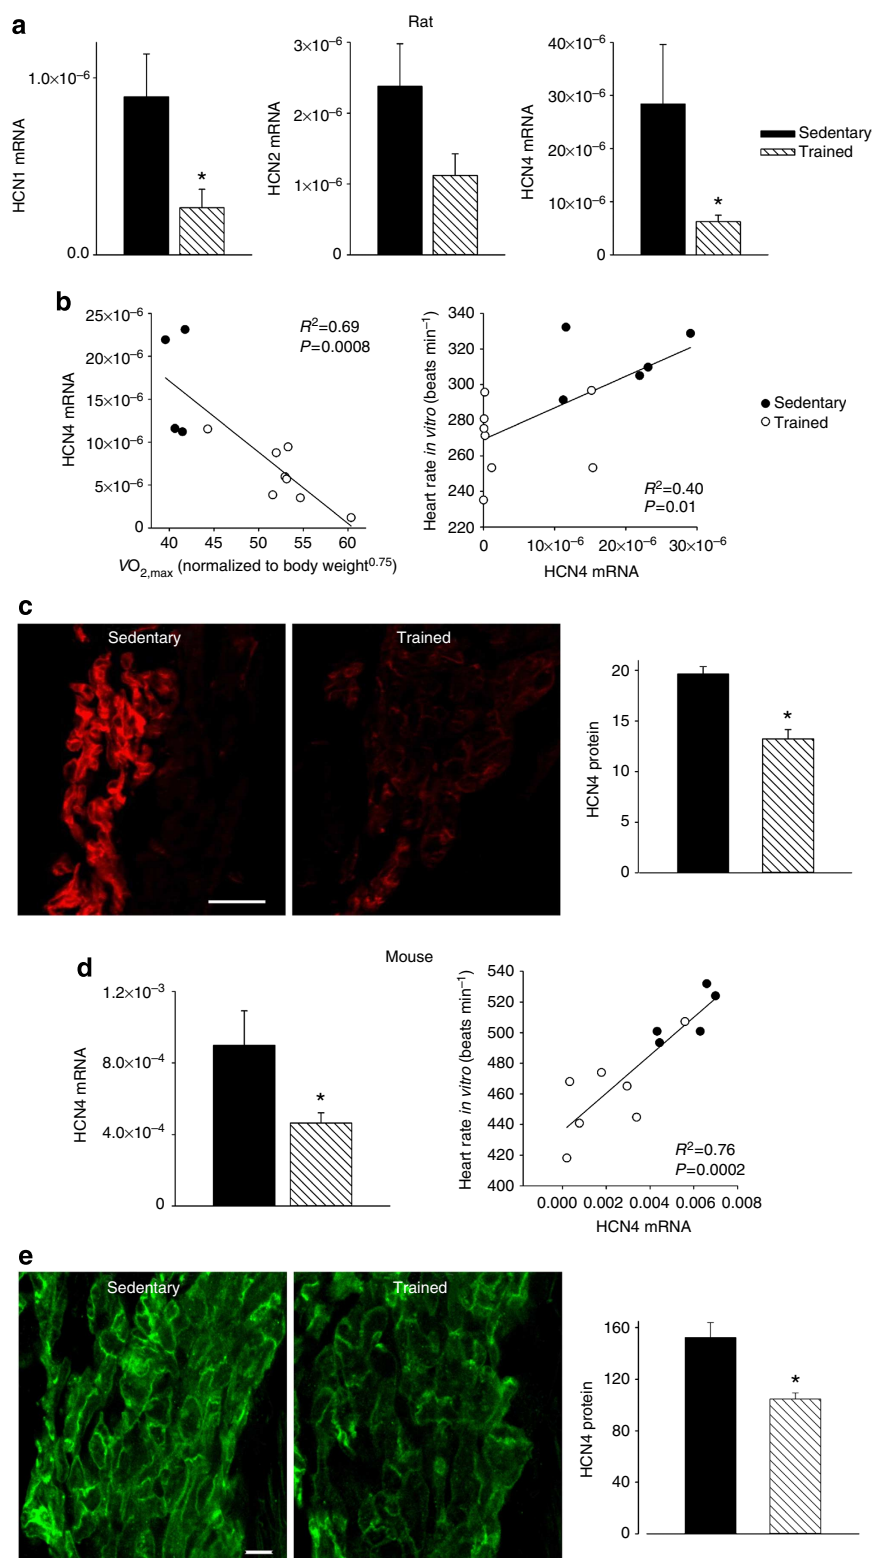 a
Rat
HCN1 mRNA
1.0×10⁻⁶
0.0
*
HCN2 mRNA
3×10⁻⁶
2×10⁻⁶
1×10⁻⁶
0
HCN4 mRNA
40×10⁻⁶
30×10⁻⁶
20×10⁻⁶
10×10⁻⁶
0
*
Sedentary
Trained
b
HCN4 mRNA
25×10⁻⁶
20×10⁻⁶
15×10⁻⁶
10×10⁻⁶
5×10⁻⁶
0
R²=0.69
P=0.0008
40 45 50 55 60
VO₂,max (normalized to body weight⁰·⁷⁵)
Heart rate in vitro (beats min⁻¹)
340
320
300
280
260
240
220
R²=0.40
P=0.01
0 10×10⁻⁶ 20×10⁻⁶ 30×10⁻⁶
HCN4 mRNA
Sedentary
Trained
c
Sedentary
Trained
HCN4 protein
20
15
10
5
0
*
Mouse
d
HCN4 mRNA
1.2×10⁻³
8.0×10⁻⁴
4.0×10⁻⁴
0
*
Heart rate in vitro (beats min⁻¹)
540
520
500
480
460
440
420
400
R²=0.76
P=0.0002
0.000 0.002 0.004 0.006 0.008
HCN4 mRNA
e
Sedentary
Trained
HCN4 protein
160
120
80
40
0
*